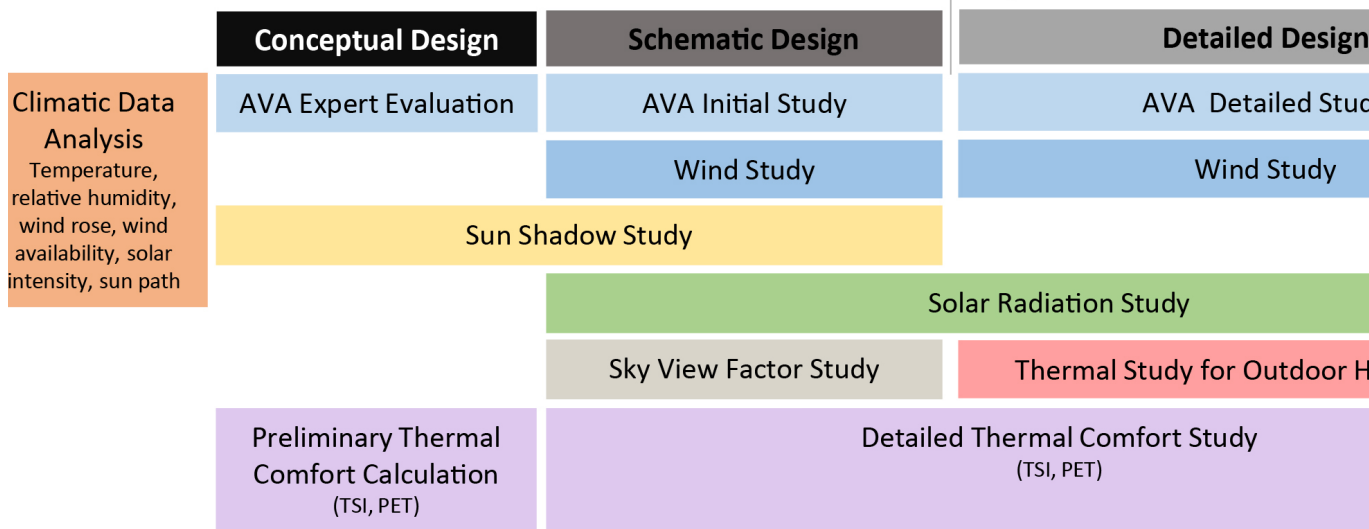 Conceptual Design
Schematic Design
Detailed Design
Climatic Data
Analysis
Temperature,
relative humidity,
wind rose, wind
availability, solar
intensity, sun path
AVA Expert Evaluation
AVA Initial Study
AVA Detailed
Wind Study
Wind Study
Sun Shadow Study
Solar Radiation Study
Sky View Factor Study
Thermal Study for Outdoor
Preliminary Thermal
Comfort Calculation
(TSI, PET)
Detailed Thermal Comfort Study
(TSI, PET)